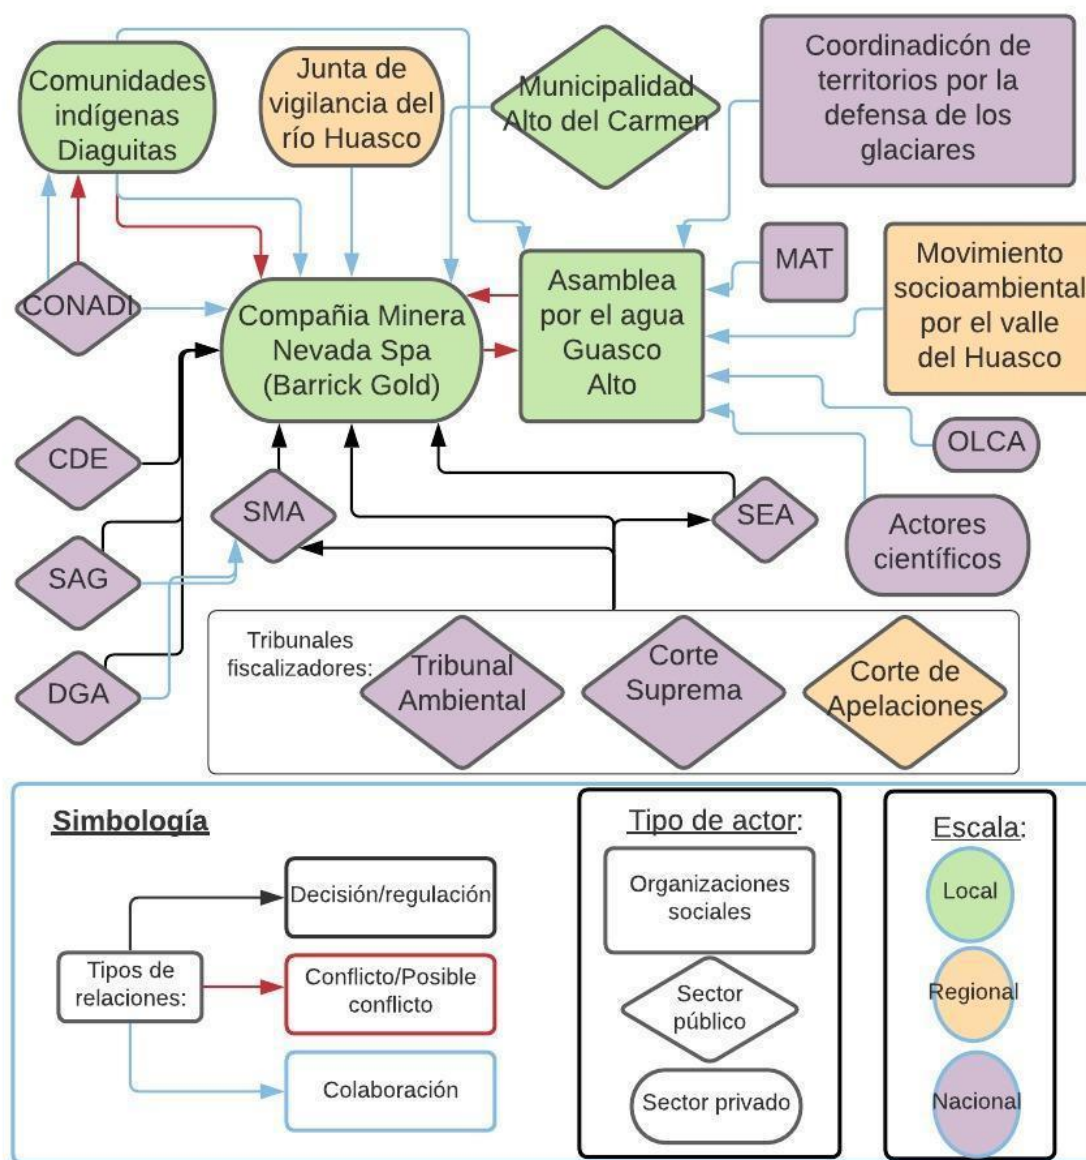 Comunidades
indígenas
Diaguitas
Junta de
vigilancia del
río Huasco
Municipalidad
Alto del Carmen
Coordinadicón de
territorios por la
defensa de los
glaciares
CONADI
Compañia Minera
Nevada Spa
(Barrick Gold)
Asamblea
por el agua
Guasco
Alto
MAT
Movimiento
socioambiental
por el valle
del Huasco
CDE
SMA
SEA
OLCA
SAG
Actores
científicos
DGA
Tribunales
fiscalizadores:
Tribunal
Ambiental
Corte
Suprema
Corte de
Apelaciones
Simbología
Tipos de
relaciones:
Decisión/regulación
Conflicto/Posible
conflicto
Colaboración
Tipo de actor:
Organizaciones
sociales
Sector
público
Sector privado
Escala:
Local
Regional
Nacional